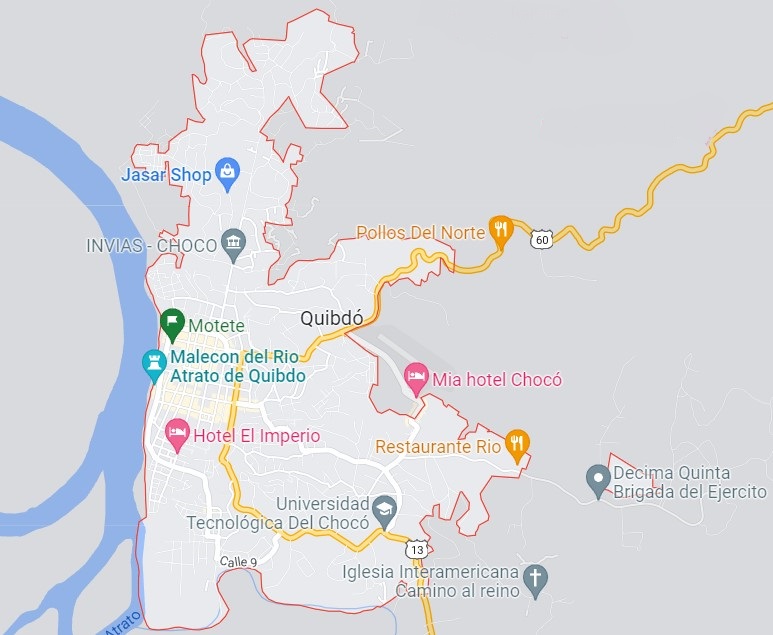 Jasar Shop
Pollos Del Norte
60
INVIAS - CHOCO
Quibdó
Motete
Malecon del Rio
Atrato de Quibdo
Mia hotel Chocó
Hotel El Imperio
Restaurante Rio
Decima Quinta
Brigada del Ejercito
Universidad
Tecnológica Del Chocó
13
Calle 9
Iglesia Interamericana
Camino al reino
Atrato